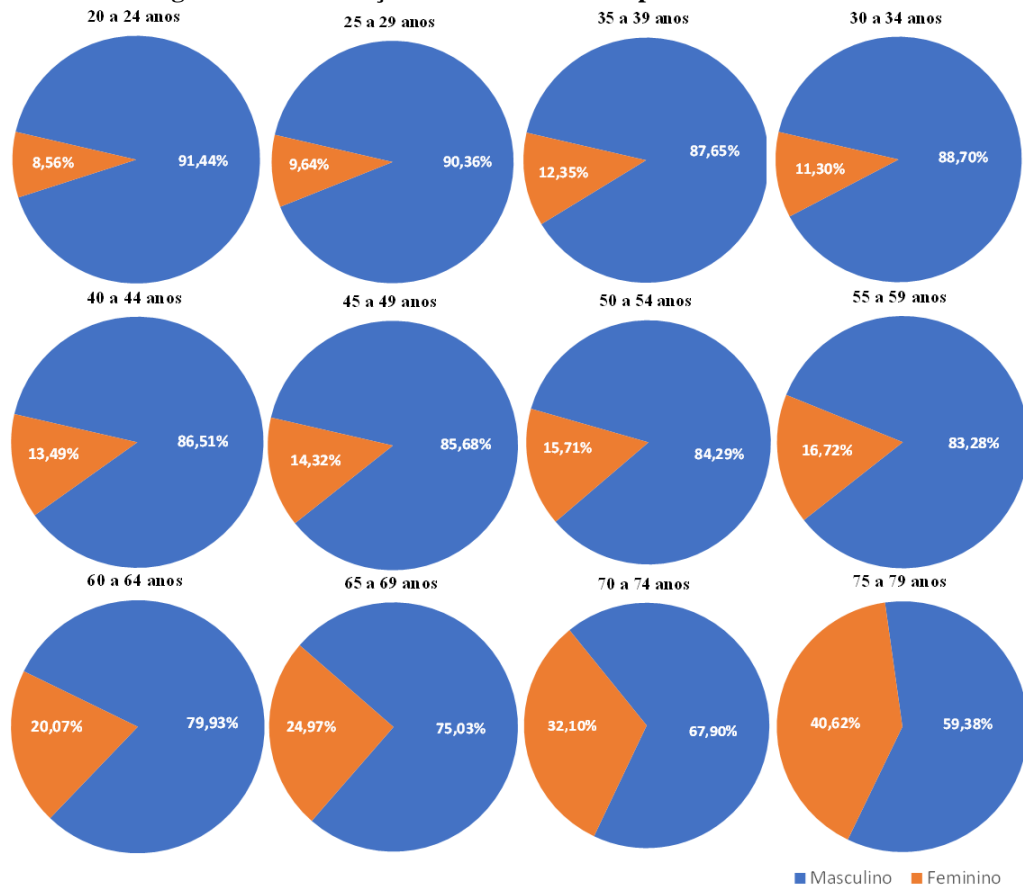 20 a 24 anos
25 a 29 anos
35 a 39 anos
30 a 34 anos
8,56%
91,44%
9,64%
90,36%
12,35%
87,65%
11,30%
88,70%
40 a 44 anos
45 a 49 anos
50 a 54 anos
55 a 59 anos
13,49%
86,51%
14,32%
85,68%
15,71%
84,29%
16,72%
83,28%
60 a 64 anos
65 a 69 anos
70 a 74 anos
75 a 79 anos
20,07%
79,93%
24,97%
75,03%
32,10%
67,90%
40,62%
59,38%
Masculino
Feminino